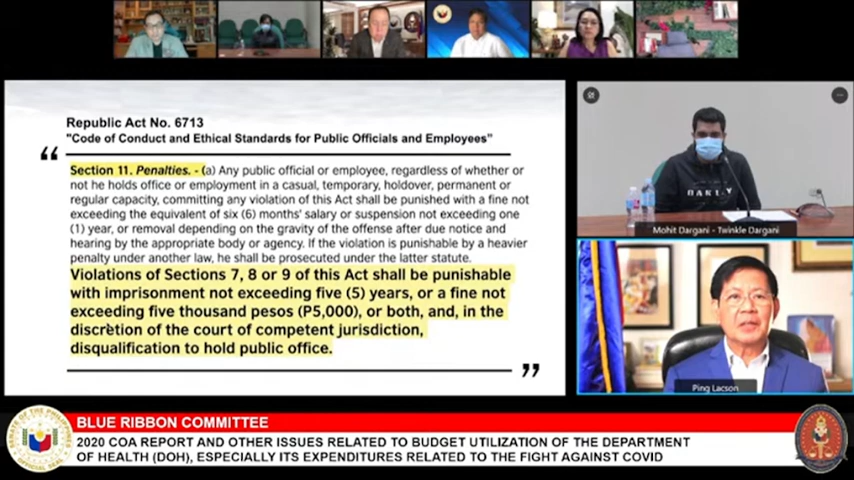 Republic Act No. 6713
"Code of Conduct and Ethical Standards for Public Officials and Employees"
“
Section 11. Penalties. - (a) Any public official or employee, regardless of whether or
not he holds office or employment in a casual, temporary, holdover, permanent or
regular capacity, committing any violation of this Act shall be punished with a fine not
exceeding the equivalent of six (6) months' salary or suspension not exceeding one
(1) year, or removal depending on the gravity of the offense after due notice and
hearing by the appropriate body or agency. If the violation is punishable by a heavier
penalty under another law, he shall be prosecuted under the latter statute.
Violations of Sections 7, 8 or 9 of this Act shall be punishable
with imprisonment not exceeding five (5) years, or a fine not
exceeding five thousand pesos (P5,000), or both, and, in the
discretion of the court of competent jurisdiction,
disqualification to hold public office.
”
OAKLEY
Mohit Dargani - Twinkle Dargani
Ping Lacson
SENATE OF THE PHILIPPINES
OFFICIAL SEAL
BLUE RIBBON COMMITTEE
2020 COA REPORT AND OTHER ISSUES RELATED TO BUDGET UTILIZATION OF THE DEPARTMENT
OF HEALTH (DOH), ESPECIALLY ITS EXPENDITURES RELATED TO THE FIGHT AGAINST COVID